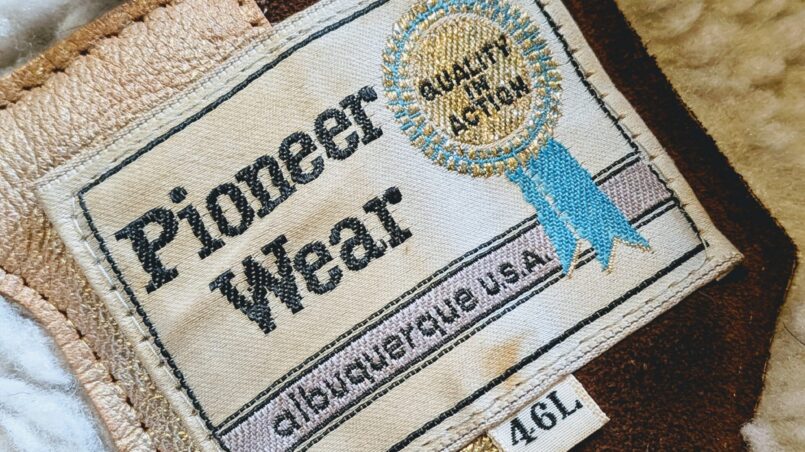 QUALITY
IN
ACTION
Pioneer
Wear
albuquerque U.S.A.
46L